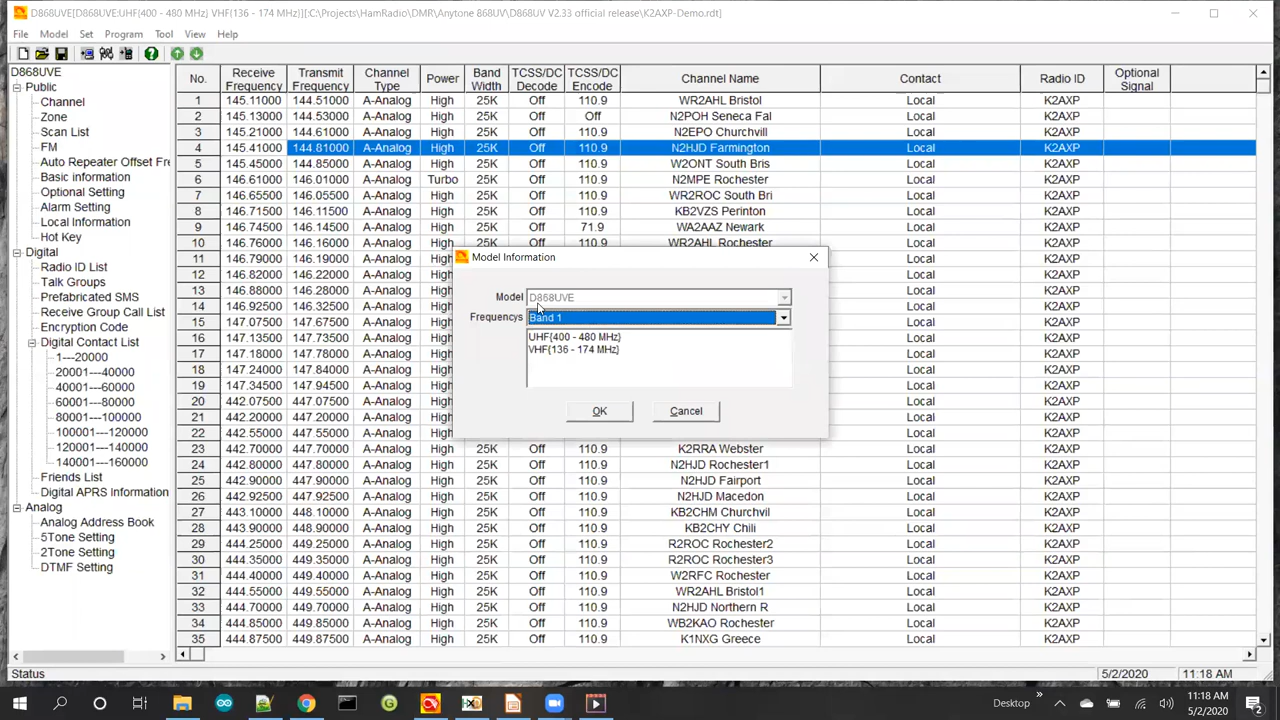 D868UVE[D868UVE:UHF{400 - 480 MHz} VHF{136 - 174 MHz}][:C:\Projects\HamRadio\DMR\Anytone 868UV\D868UV V2.33 official release\K2AXP-Demo.rdt]
File Model Set Program Tool View Help
D868UVE
Public
Channel
Zone
Scan List
FM
Auto Repeater Offset Fre
Basic information
Optional Setting
Alarm Setting
Local Information
Hot Key
Digital
Radio ID List
Talk Groups
Prefabricated SMS
Receive Group Call List
Encryption Code
Digital Contact List
1---20000
20001---40000
40001---60000
60001---80000
80001---100000
100001---120000
120001---140000
140001---160000
Friends List
Digital APRS Information
Analog
Analog Address Book
5Tone Setting
2Tone Setting
DTMF Setting
No. Receive Frequency Transmit Frequency Channel Type Power Band Width TCSS/DC Decode TCSS/DC Encode Channel Name Contact Radio ID Optional Signal
1 145.11000 144.51000 A-Analog High 25K Off 110.9 WR2AHL Bristol Local K2AXP
2 145.13000 144.53000 A-Analog High 25K Off Off N2POH Seneca Fal Local K2AXP
3 145.21000 144.61000 A-Analog High 25K Off 110.9 N2EPO Churchvill Local K2AXP
4 145.41000 144.81000 A-Analog High 25K Off 110.9 N2HJD Farmington Local K2AXP
5 145.45000 144.85000 A-Analog High 25K Off 110.9 W2ONT South Bris Local K2AXP
6 146.61000 146.01000 A-Analog Turbo 25K Off 110.9 N2MPE Rochester Local K2AXP
7 146.65500 146.05500 A-Analog High 25K Off 110.9 WR2ROC South Bri Local K2AXP
8 146.71500 146.11500 A-Analog High 25K Off 110.9 KB2VZS Perinton Local K2AXP
9 146.74500 146.14500 A-Analog High 25K Off 71.9 WA2AAZ Newark Local K2AXP
10 146.76000 146.16000 A-Analog High 25K Off 110.9 WR2AHL Rochester Local K2AXP
11 146.79000 146.19000 A-Analog Local K2AXP
12 146.82000 146.22000 A-Analog Local K2AXP
13 146.88000 146.28000 A-Analog Local K2AXP
14 146.92500 146.32500 A-Analog Local K2AXP
15 147.07500 147.67500 A-Analog Local K2AXP
16 147.13500 147.73500 A-Analog Local K2AXP
17 147.18000 147.78000 A-Analog Local K2AXP
18 147.24000 147.84000 A-Analog Local K2AXP
19 147.34500 147.94500 A-Analog Local K2AXP
20 442.07500 447.07500 A-Analog Local K2AXP
21 442.20000 447.20000 A-Analog Local K2AXP
22 442.55000 447.55000 A-Analog Local K2AXP
23 442.70000 447.70000 A-Analog High 25K Off 110.9 K2RRA Webster Local K2AXP
24 442.80000 447.80000 A-Analog High 25K Off 110.9 N2HJD Rochester1 Local K2AXP
25 442.90000 447.90000 A-Analog High 25K Off 110.9 N2HJD Fairport Local K2AXP
26 442.92500 447.92500 A-Analog High 25K Off 110.9 N2HJD Macedon Local K2AXP
27 443.10000 448.10000 A-Analog High 25K Off 110.9 KB2CHM Churchvil Local K2AXP
28 443.90000 448.90000 A-Analog High 25K Off 110.9 KB2CHY Chili Local K2AXP
29 444.25000 449.25000 A-Analog High 25K Off 110.9 R2ROC Rochester2 Local K2AXP
30 444.35000 449.35000 A-Analog High 25K Off 110.9 R2ROC Rochester3 Local K2AXP
31 444.40000 449.40000 A-Analog High 25K Off 110.9 W2RFC Rochester Local K2AXP
32 444.55000 449.55000 A-Analog High 25K Off 110.9 WR2AHL Bristol1 Local K2AXP
33 444.70000 449.70000 A-Analog High 25K Off 110.9 N2HJD Northern R Local K2AXP
34 444.85000 449.85000 A-Analog High 25K Off 110.9 WB2KAO Rochester Local K2AXP
35 444.87500 449.87500 A-Analog High 25K Off 110.9 K1NXG Greece Local K2AXP
Model Information
Model D868UVE
Frequencys Band 1
UHF{400 - 480 MHz}
VHF{136 - 174 MHz}
OK Cancel
Status 5/2/2020 11:18 AM
Desktop
11:18 AM
5/2/2020
2